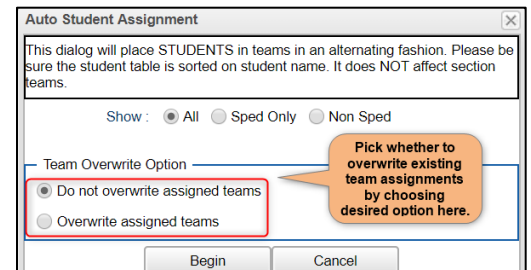 Auto Student Assignment
This dialog will place STUDENTS in teams in an alternating fashion. Please be
sure the student table is sorted on student name. It does NOT affect section
teams.
Show : All Sped Only Non Sped
Team Overwrite Option
Do not overwrite assigned teams
Overwrite assigned teams
Pick whether to
overwrite existing
team assignments
by choosing
desired option here.
Begin Cancel